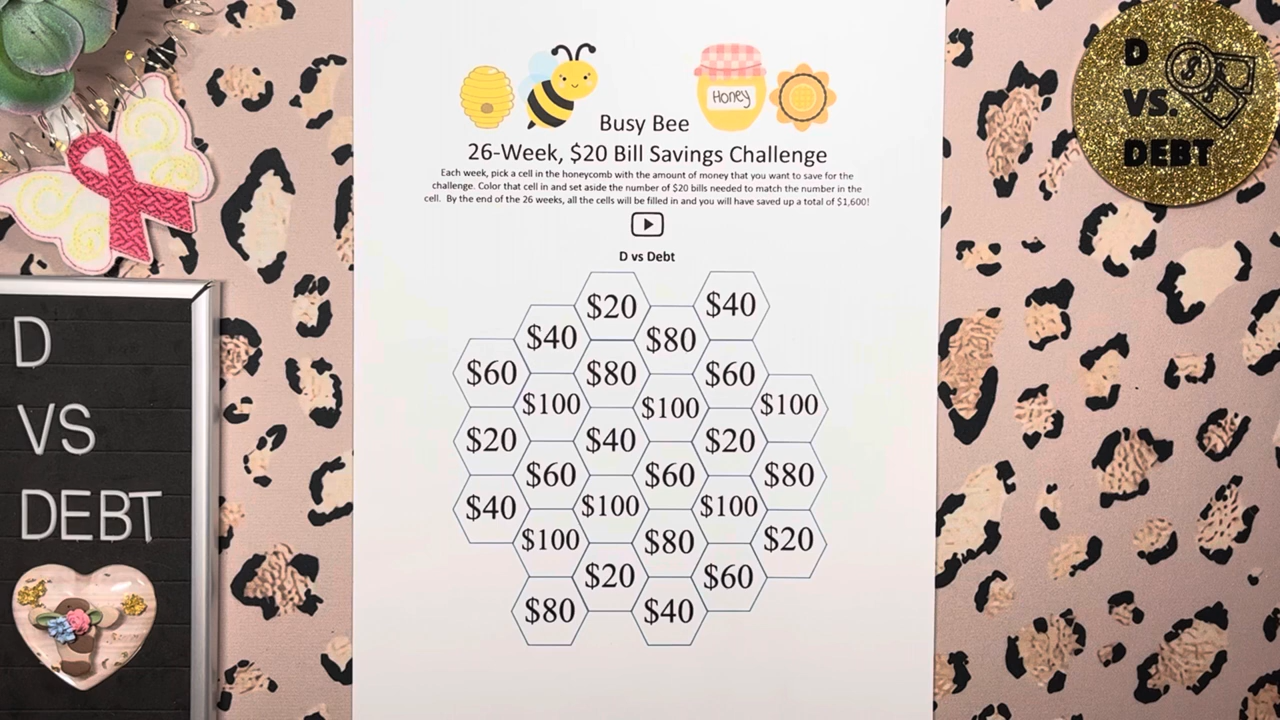 Honey
Busy Bee
26-Week, $20 Bill Savings Challenge
Each week, pick a cell in the honeycomb with the amount of money that you want to save for the
challenge. Color that cell in and set aside the number of $20 bills needed to match the number in the
cell. By the end of the 26 weeks, all the cells will be filled in and you will have saved up a total of $1,600!
D vs Debt
$20 $40
$40 $80
$60 $80 $60
$100 $100 $100
$20 $40 $20
$60 $60 $80
$40 $100 $100
$100 $80 $20
$20 $60
$80 $40
D
VS
DEBT
D
VS.
DEBT
$